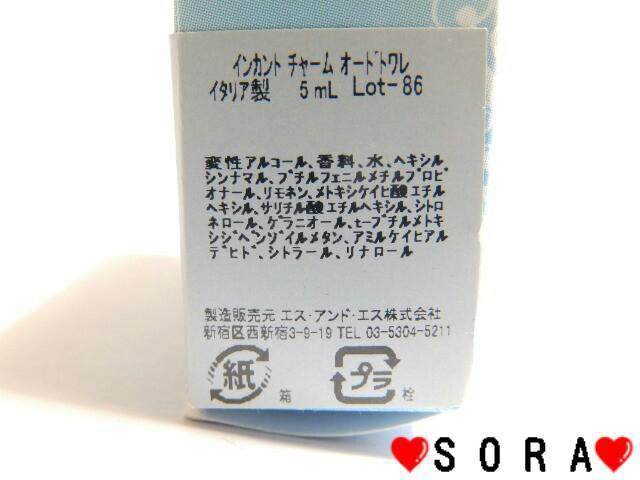 インカント チャーム オードトワレ
イタリア製 5mL Lot-86
変性アルコール、香料、水、ヘキシル
シンナマル、ブチルフェニルメチルプロピ
オナール、リモネン、メトキシケイヒ酸エチル
ヘキシル、サリチル酸エチルヘキシル、シトロ
ネロール、ゲラニオール、t-ブチルメトキ
シジベンゾイルメタン、アミルケイヒアル
デヒド、シトラール、リナロール
製造販売元 エス・アンド・エス株式会社
新宿区西新宿3-9-19 TEL 03-5304-5211
紙 箱 プラ 栓
❤SORA❤